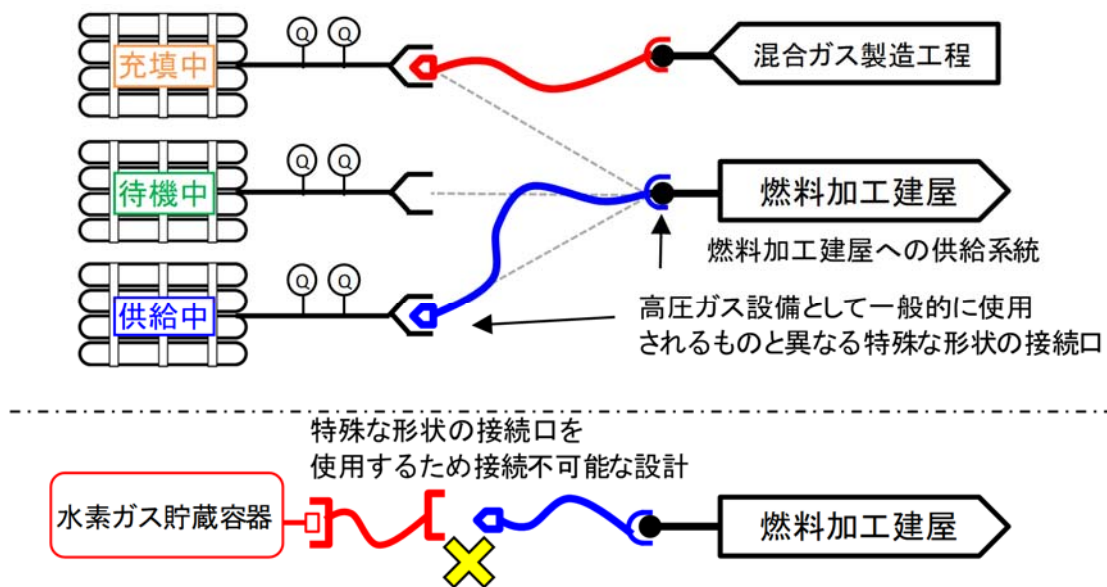 充填中
Q Q
混合ガス製造工程
待機中
Q Q
燃料加工建屋
燃料加工建屋への供給系統
供給中
Q Q
高圧ガス設備として一般的に使用
されるものと異なる特殊な形状の接続口
特殊な形状の接続口を
使用するため接続不可能な設計
水素ガス貯蔵容器
燃料加工建屋